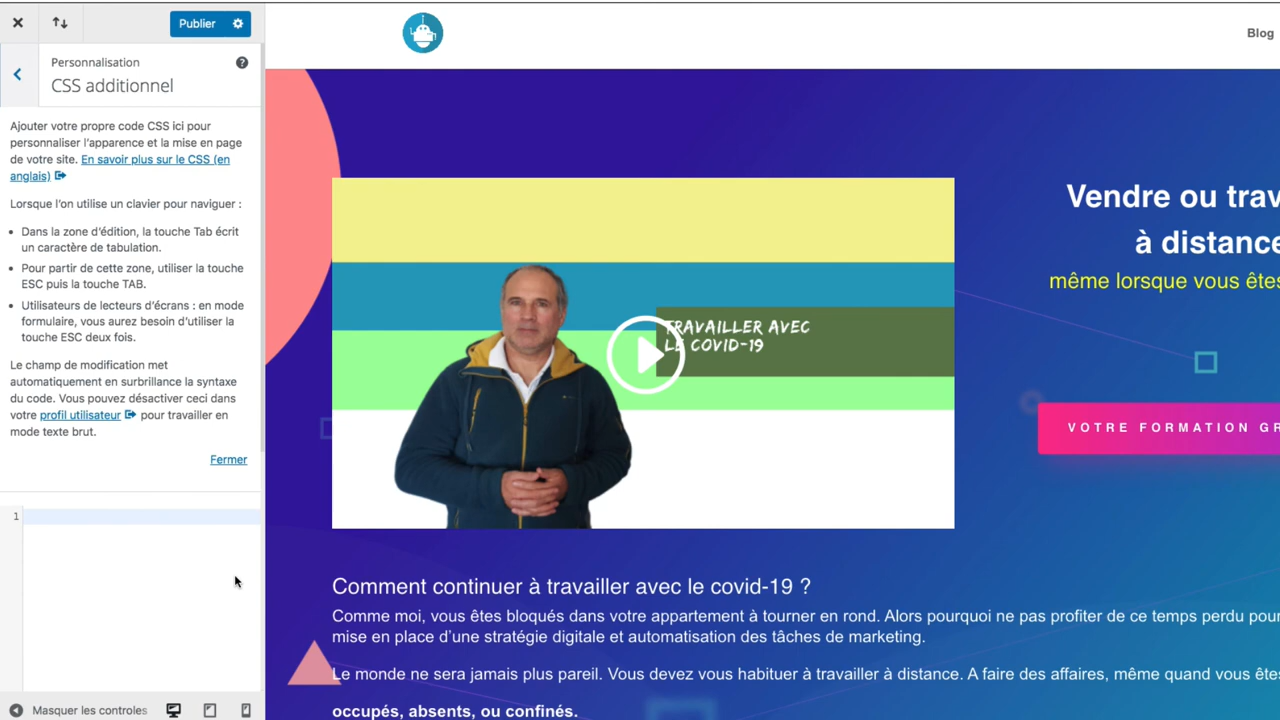 Publier
Personnalisation
CSS additionnel
Ajouter votre propre code CSS ici pour
personnaliser l'apparence et la mise en page
de votre site. En savoir plus sur le CSS (en
anglais)
Lorsque l'on utilise un clavier pour naviguer :
• Dans la zone d'édition, la touche Tab écrit
un caractère de tabulation.
• Pour partir de cette zone, utiliser la touche
ESC puis la touche TAB.
• Utilisateurs de lecteurs d'écrans : en mode
formulaire, vous aurez besoin d'utiliser la
touche ESC deux fois.
Le champ de modification met
automatiquement en surbrillance la syntaxe
du code. Vous pouvez désactiver ceci dans
votre profil utilisateur pour travailler en
mode texte brut.
Fermer
1
Masquer les controles
Blog
Vendre ou trav
à distance
même lorsque vous êtes
TRAVAILLER AVEC
LE COVID-19
VOTRE FORMATION GR
Comment continuer à travailler avec le covid-19 ?
Comme moi, vous êtes bloqués dans votre appartement à tourner en rond. Alors pourquoi ne pas profiter de ce temps perdu pour
mise en place d'une stratégie digitale et automatisation des tâches de marketing.
Le monde ne sera jamais plus pareil. Vous devez vous habituer à travailler à distance. A faire des affaires, même quand vous êtes
occupés, absents, ou confinés.